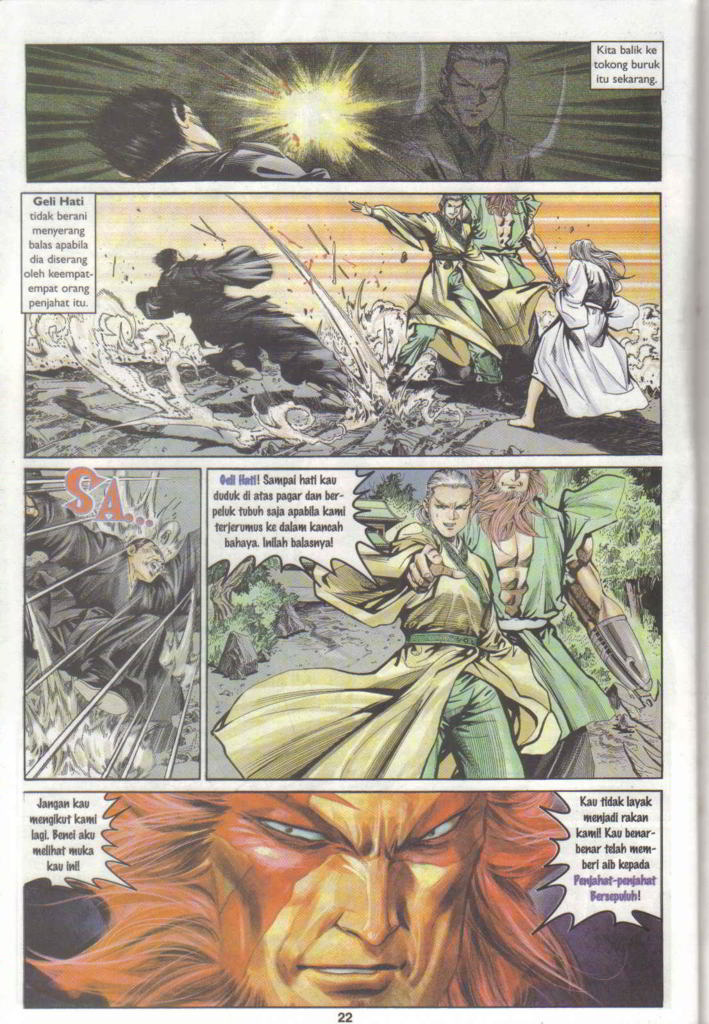 Kita balik ke
tokong buruk
itu sekarang.
Geli Hati
tidak berani
menyerang
balas apabila
dia diserang
oleh keempat-
empat orang
penjahat itu.
SA...
Geli Hati! Sampai hati kau
duduk di atas pagar dan ber-
peluk tubuh saja apabila kami
terjerumus ke dalam kancah
bahaya. Inilah balasnya!
Jangan kau
mengikut kami
lagi. Benci aku
melihat muka
kau ini!
Kau tidak layak
menjadi rakan
kami! Kau benar-
benar telah mem-
beri aib kepada
Penjahat-penjahat
Bersepuluh!
22